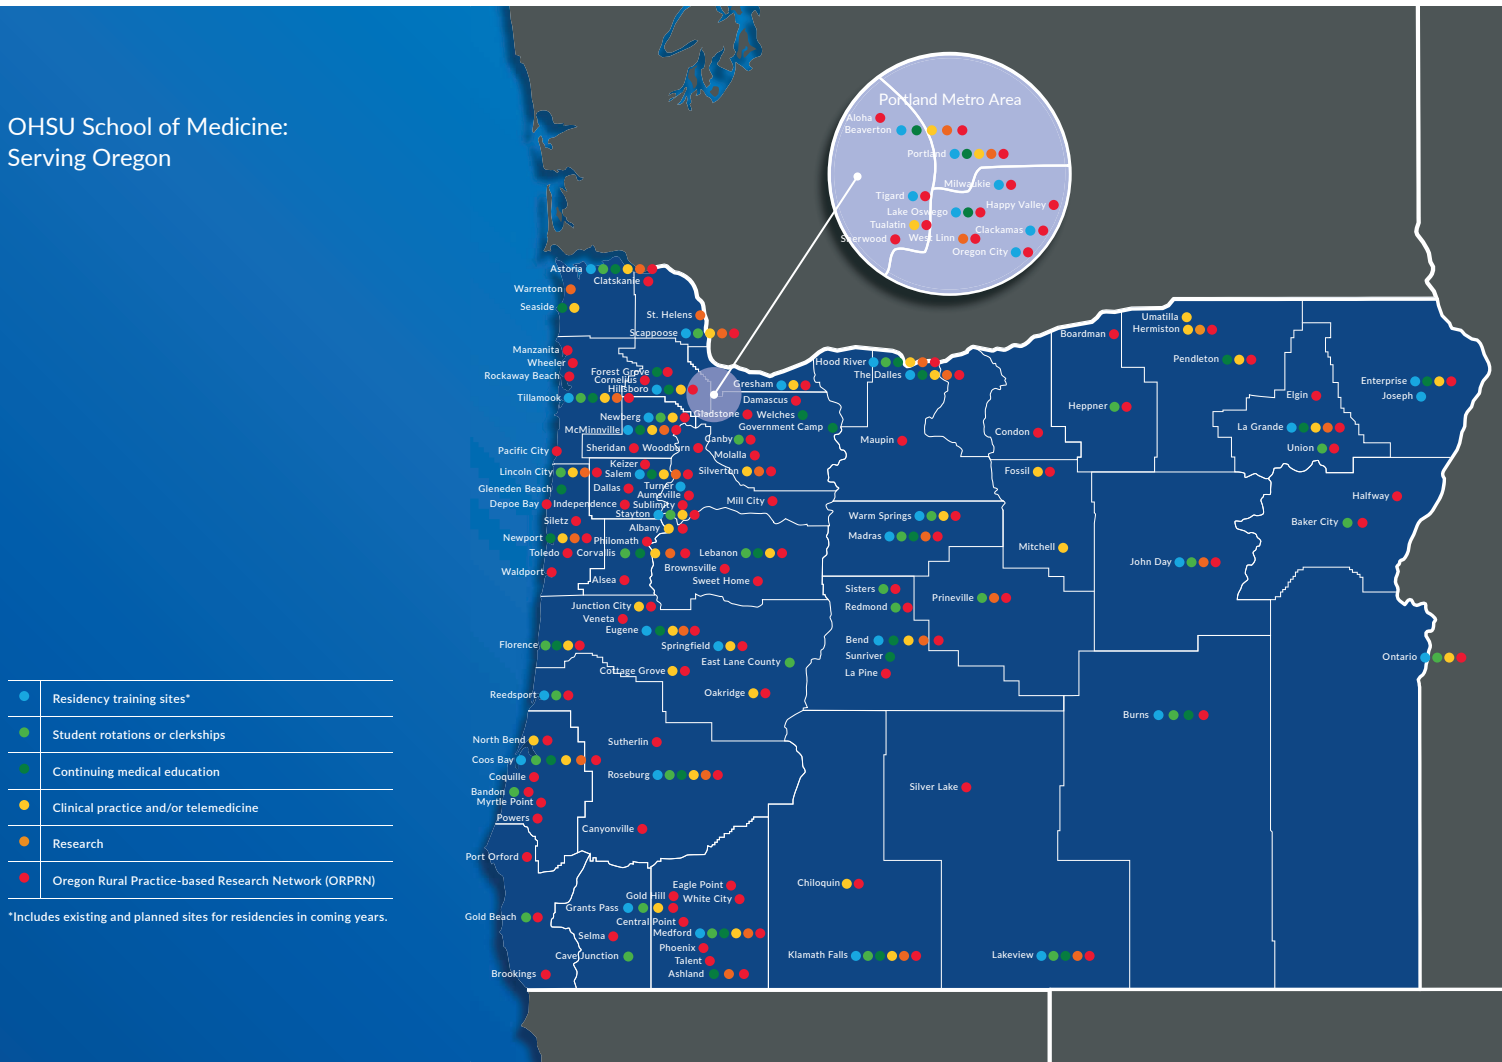 OHSU School of Medicine:
Serving Oregon
Portland Metro Area
Aloha
Beaverton
Portland
Milwaukie
Tigard
Happy Valley
Lake Oswego
Tualatin
Clackamas
Sherwood
West Linn
Oregon City
Astoria
Clatskanie
Warrenton
Seaside
St. Helens
Scappoose
Umatilla
Hermiston
Boardman
Manzanita
Wheeler
Rockaway Beach
Forest Grove
Cornelius
Hillsboro
Tillamook
Hood River
The Dalles
Pendleton
Gresham
Enterprise
Joseph
Damascus
Elgin
Gladstone
Welches
Heppner
Newberg
Government Camp
McMinnville
La Grande
Condon
Canby
Maupin
Sheridan
Woodburn
Union
Pacific City
Molalla
Keizer
Lincoln City
Salem
Silverton
Fossil
Gleneden Beach
Dallas
Turner
Aumsville
Halfway
Depoe Bay
Independence
Sublimity
Mill City
Stayton
Warm Springs
Siletz
Baker City
Albany
Newport
Philomath
Madras
Mitchell
Toledo
Corvallis
Lebanon
John Day
Waldport
Brownsville
Alsea
Sweet Home
Sisters
Prineville
Junction City
Redmond
Veneta
Eugene
Bend
Florence
Springfield
Sunriver
Ontario
East Lane County
Cottage Grove
La Pine
Reedsport
Oakridge
Burns
North Bend
Sutherlin
Coos Bay
Coquille
Roseburg
Silver Lake
Bandon
Myrtle Point
Powers
Canyonville
Port Orford
Eagle Point
Chiloquin
Gold Hill
White City
Grants Pass
Gold Beach
Central Point
Selma
Medford
Phoenix
Cave Junction
Talent
Klamath Falls
Lakeview
Brookings
Ashland
Residency training sites*
Student rotations or clerkships
Continuing medical education
Clinical practice and/or telemedicine
Research
Oregon Rural Practice-based Research Network (ORPRN)
*Includes existing and planned sites for residencies in coming years.